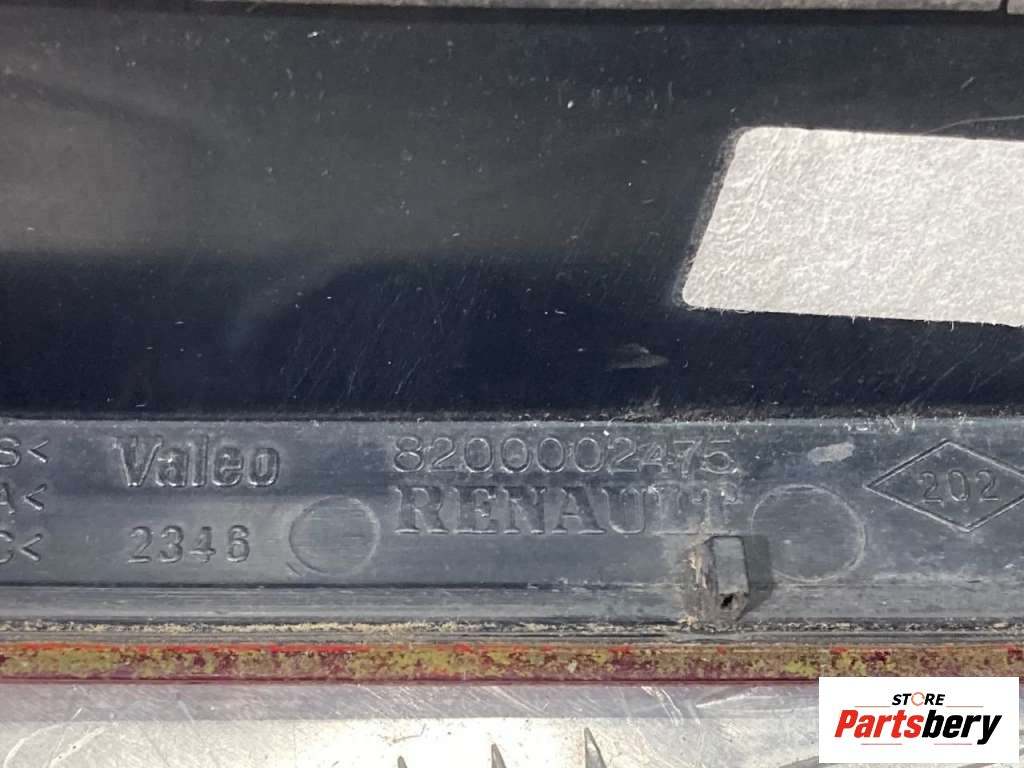 S<
A<
C<
Valeo
2346
8200002475
RENAULT
202
STORE
Partsbery